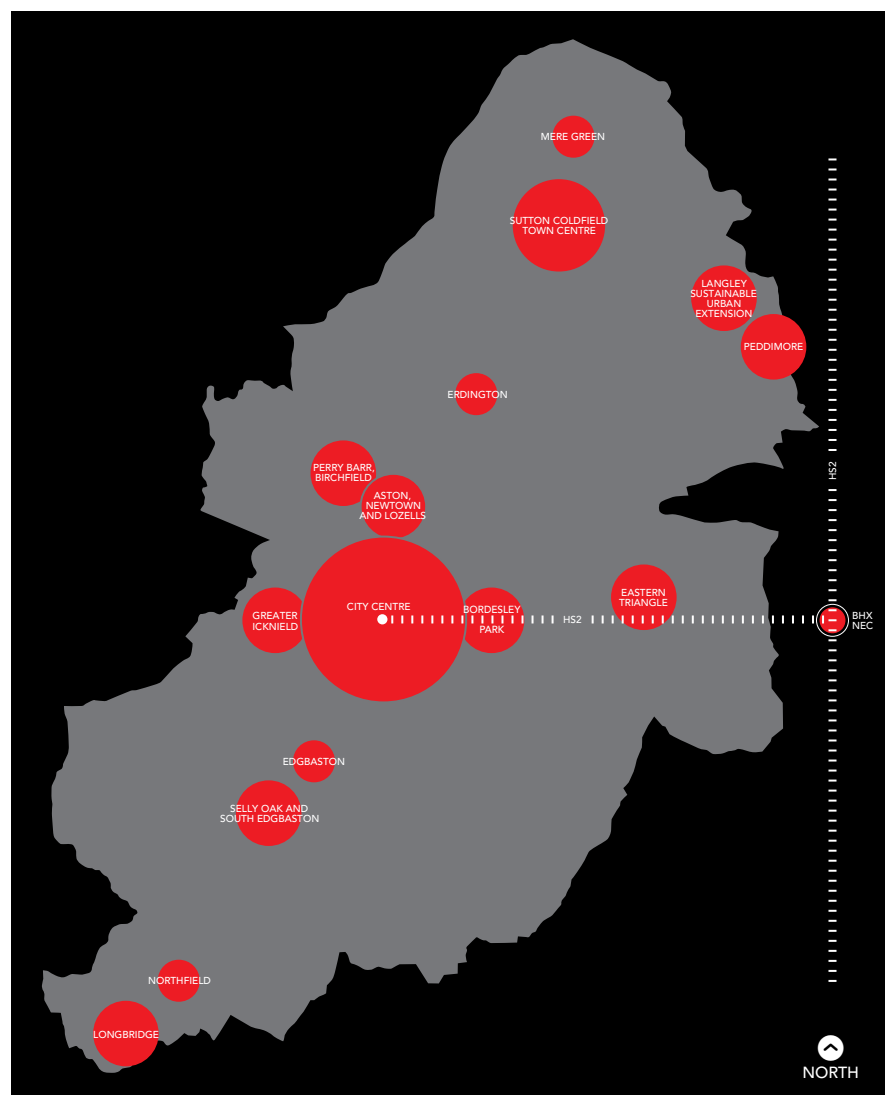 MERE GREEN
SUTTON COLDFIELD
TOWN CENTRE
LANGLEY
SUSTAINABLE
URBAN
EXTENSION
PEDDIMORE
ERDINGTON
PERRY BARR,
BIRCHFIELD
HS2
ASTON,
NEWTOWN
AND LOZELLS
EASTERN
TRIANGLE
CITY CENTRE
BORDESLEY
PARK
GREATER
ICKNIELD
HS2
BHX
NEC
EDGBASTON
SELLY OAK AND
SOUTH EDGBASTON
NORTHFIELD
LONGBRIDGE
NORTH